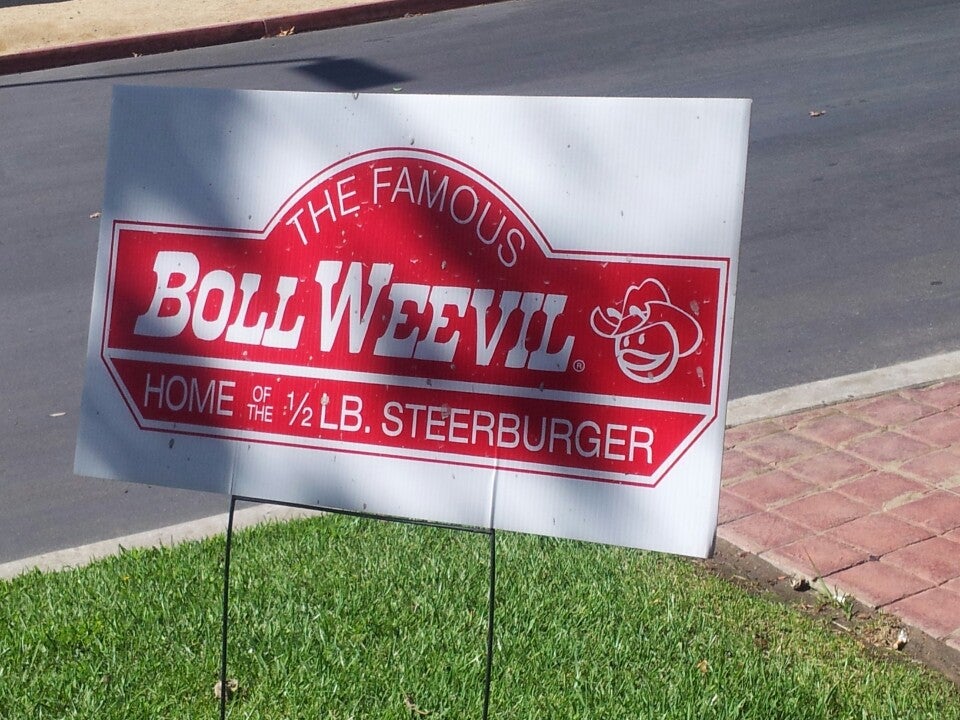 THE FAMOUS
BOLL WEEVIL®
HOME OF THE 1/2 LB. STEERBURGER